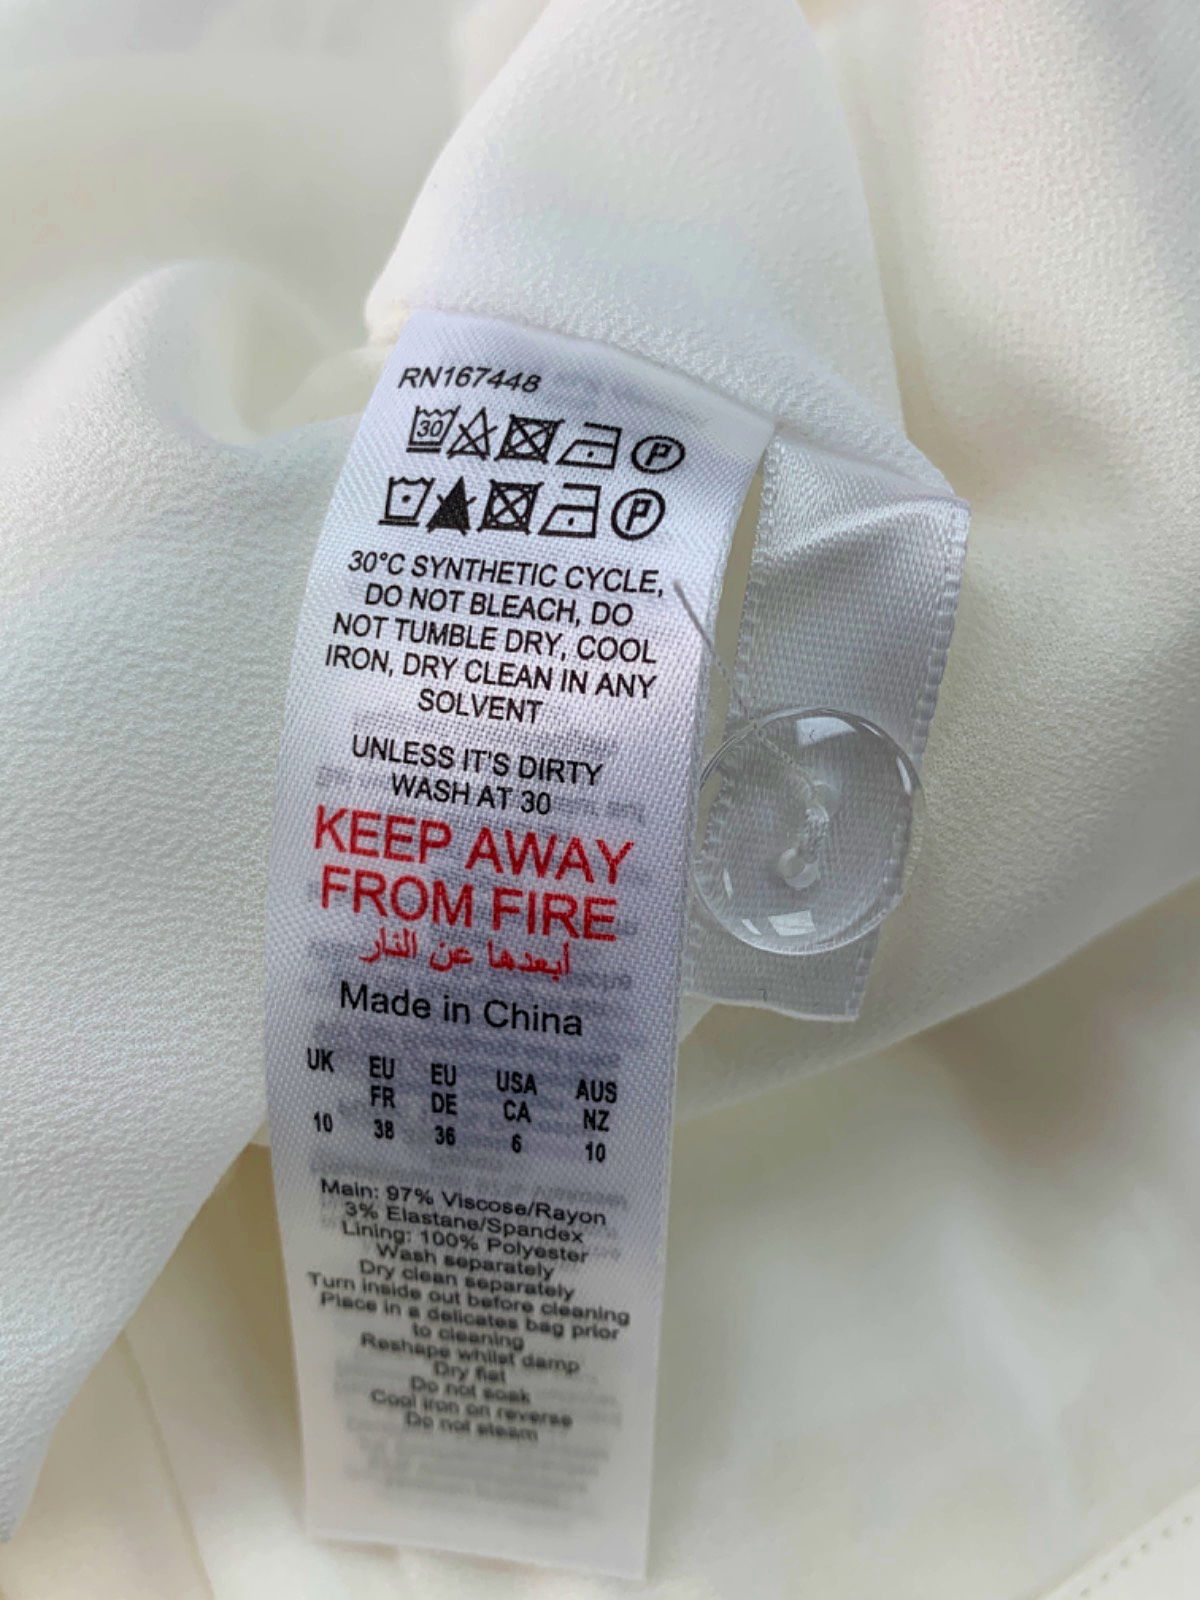 RN167448
30
P
P
30°C SYNTHETIC CYCLE,
DO NOT BLEACH, DO
NOT TUMBLE DRY, COOL
IRON, DRY CLEAN IN ANY
SOLVENT
UNLESS IT'S DIRTY
WASH AT 30
KEEP AWAY
FROM FIRE
أبعدها عن النار
Made in China
UK EU EU USA AUS
FR DE CA NZ
10 38 36 6 10
Main: 97% Viscose/Rayon
3% Elastane/Spandex
Lining: 100% Polyester
Wash separately
Dry clean separately
Turn inside out before cleaning
Place in a delicates bag prior
to cleaning
Reshape whilst damp
Dry flat
Do not soak
Cool iron on reverse
Do not steam